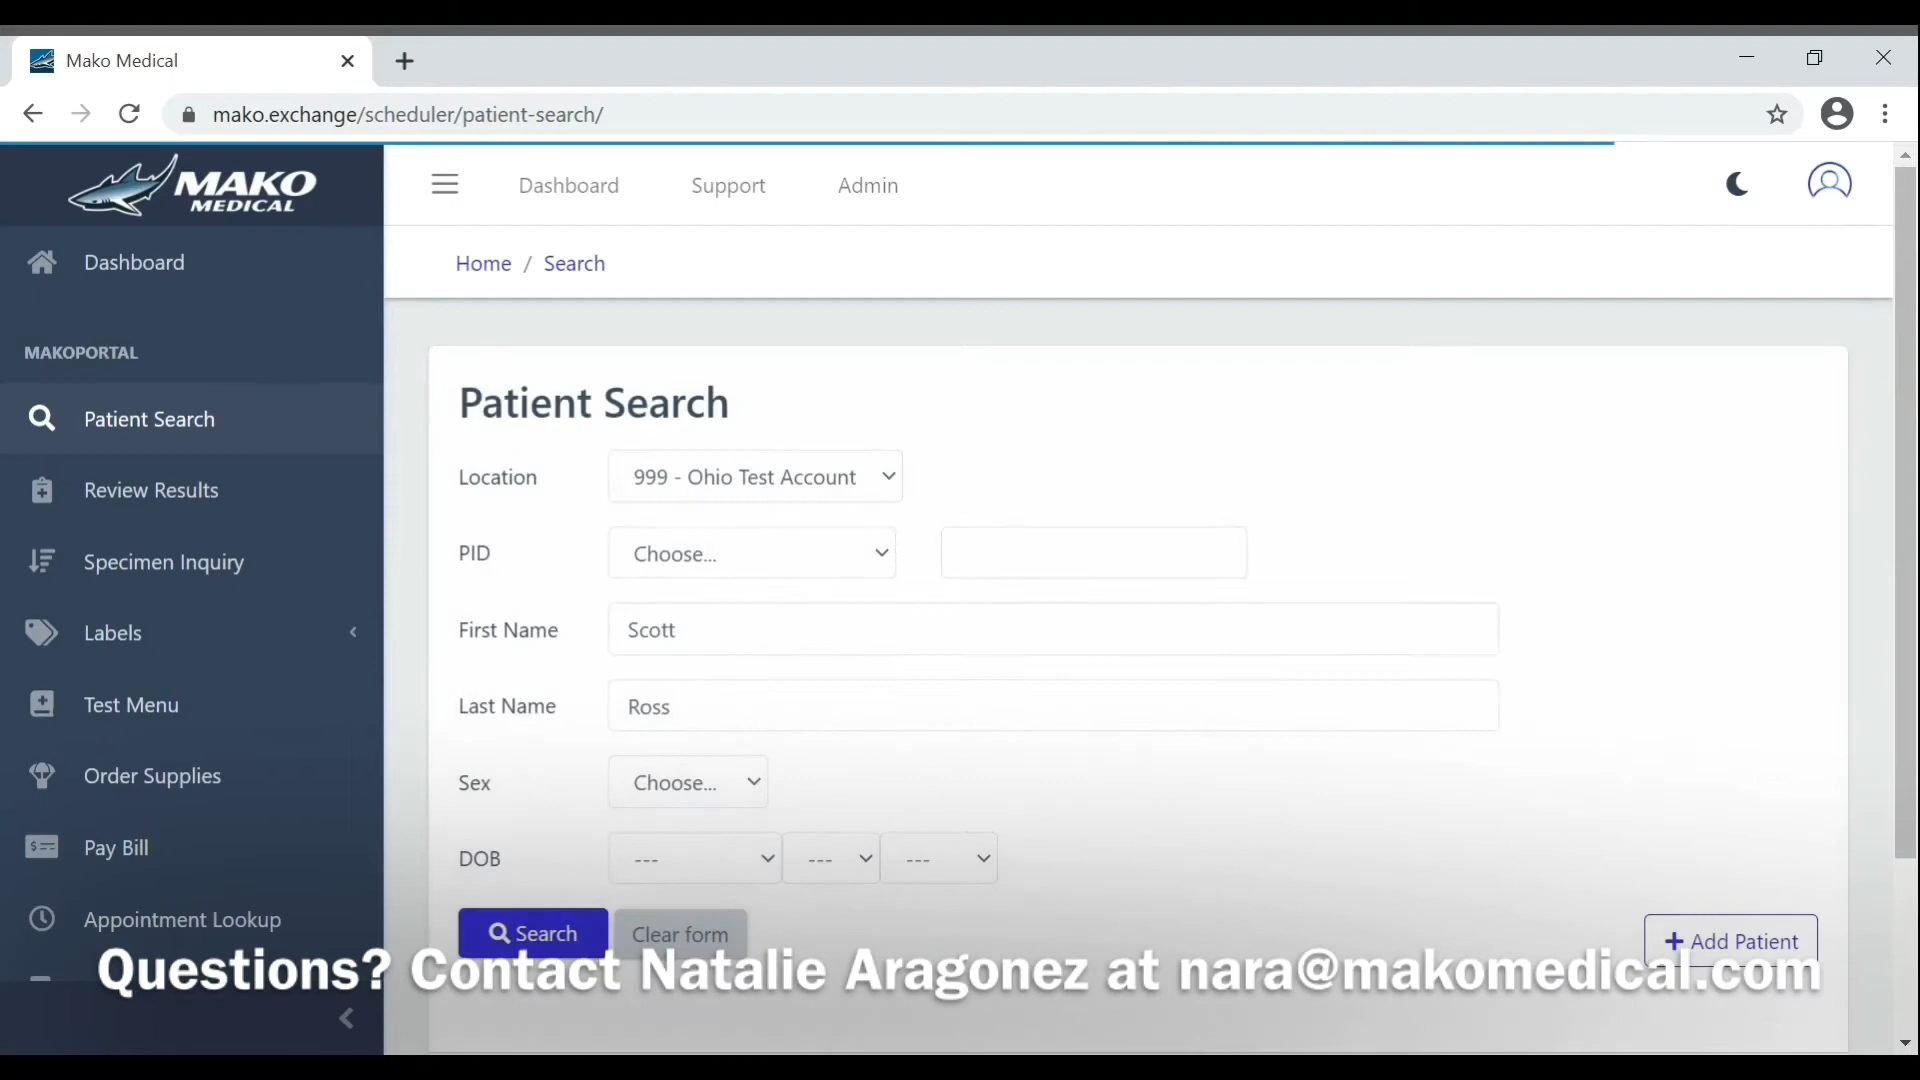 Mako Medical
mako.exchange/scheduler/patient-search/
MAKO
MEDICAL
Dashboard Support Admin
Dashboard
Home / Search
MAKOPORTAL
Patient Search
Review Results
Specimen Inquiry
Labels
Test Menu
Order Supplies
Pay Bill
Appointment Lookup
Patient Search
Location 999 - Ohio Test Account
PID Choose...
First Name Scott
Last Name Ross
Sex Choose...
DOB --- --- ---
Search Clear form
+ Add Patient
Questions? Contact Natalie Aragonez at nara@makomedical.com